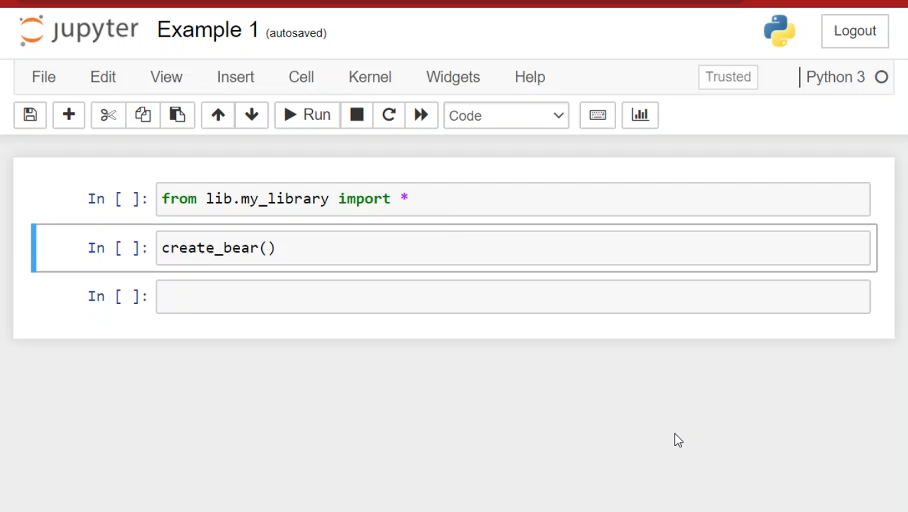 jupyter Example 1 (autosaved) Logout
File Edit View Insert Cell Kernel Widgets Help Trusted Python 3
Run Code
In [ ]: from lib.my_library import *
In [ ]: create_bear()
In [ ]: